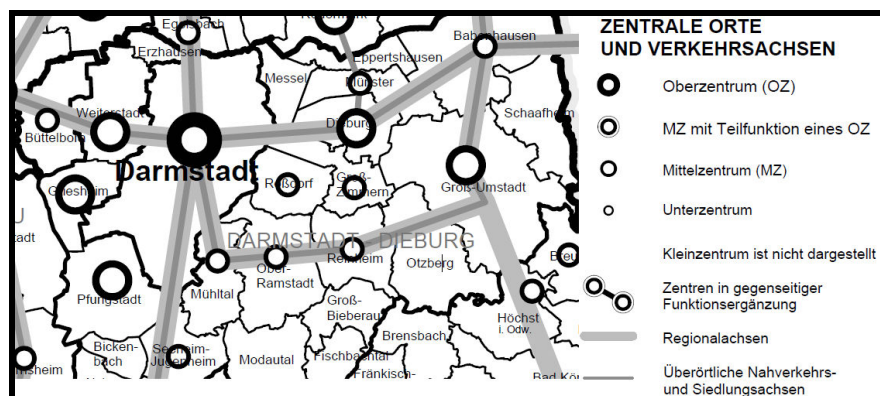 Egelsbach
Erzhausen
Babenhausen
Eppertshausen
Messel
Münster
Schaafheim
Weiterstadt
Büttelborn
Dieburg
Darmstadt
Griesheim
Roßdorf
Groß-
Zimmern
Groß-Umstadt
DARMSTADT - DIEBURG
Reinheim
Otzberg
Mühltal
Ober-
Ramstadt
Pfungstadt
Groß-
Bieberau
Höchst
i. Odw.
Brensbach
Bicken-
bach
Seeheim-
Jugenheim
Modautal
Fischbachtal
Fränkisch-
ZENTRALE ORTE
UND VERKEHRSACHSEN
Oberzentrum (OZ)
MZ mit Teilfunktion eines OZ
Mittelzentrum (MZ)
Unterzentrum
Kleinzentrum ist nicht dargestellt
Zentren in gegenseitiger
Funktionsergänzung
Regionalachsen
Überörtliche Nahverkehrs-
und Siedlungsachsen